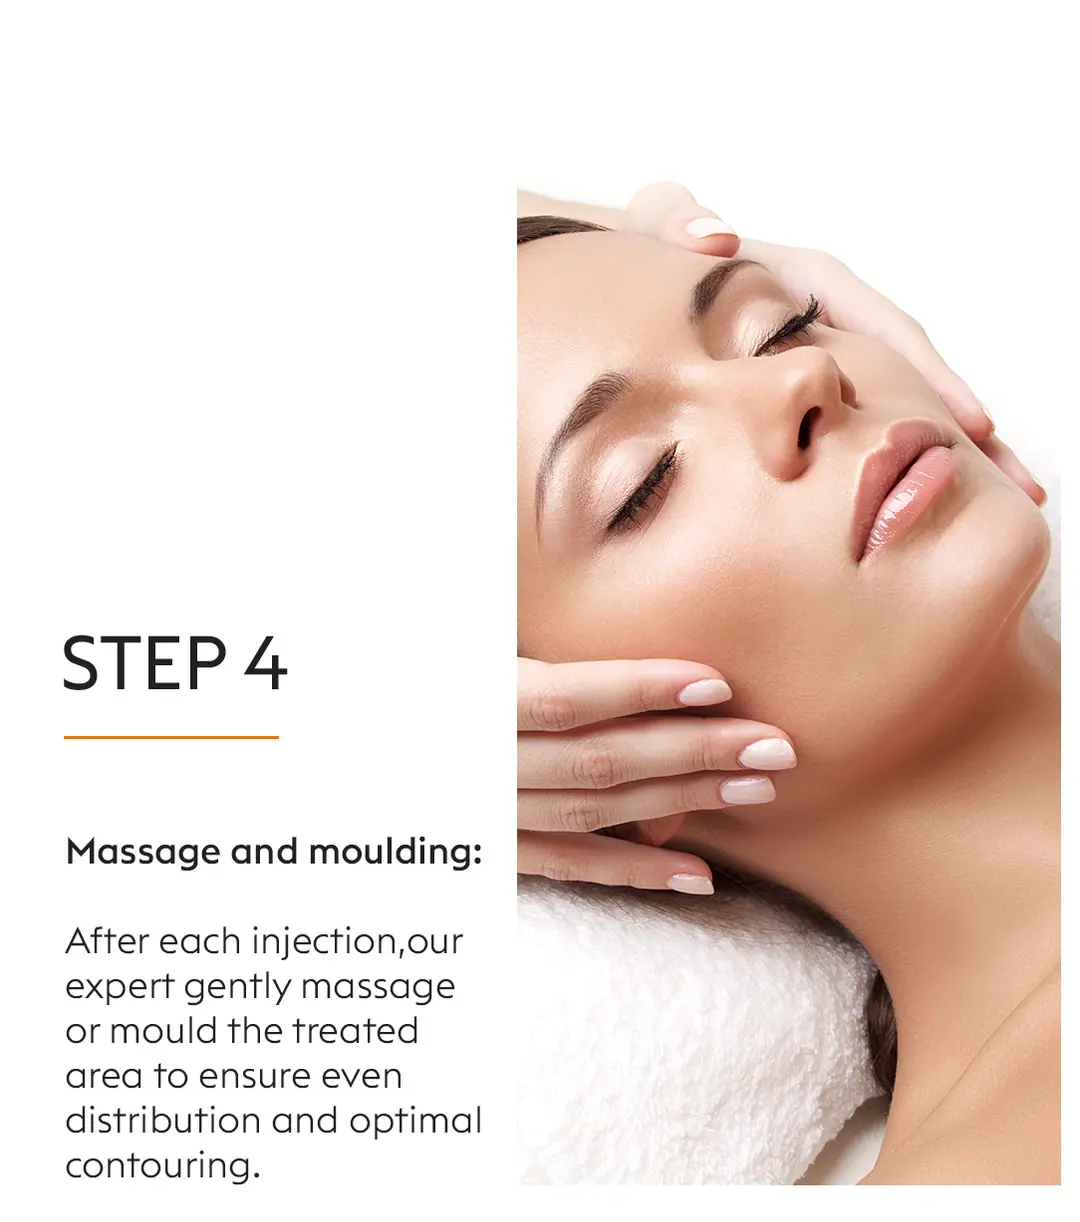 STEP 4
Massage and moulding:
After each injection,our
expert gently massage
or mould the treated
area to ensure even
distribution and optimal
contouring.